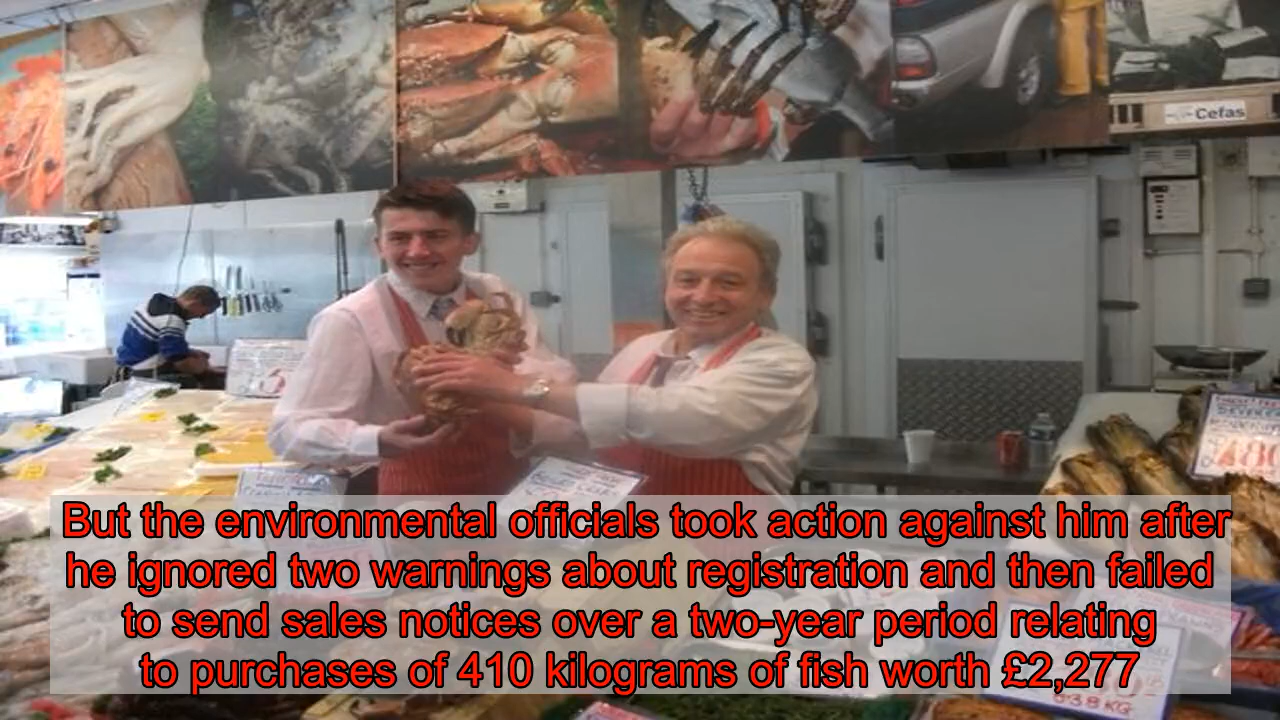 Cefas
But the environmental officials took action against him after
he ignored two warnings about registration and then failed
to send sales notices over a two-year period relating
to purchases of 410 kilograms of fish worth £2,277